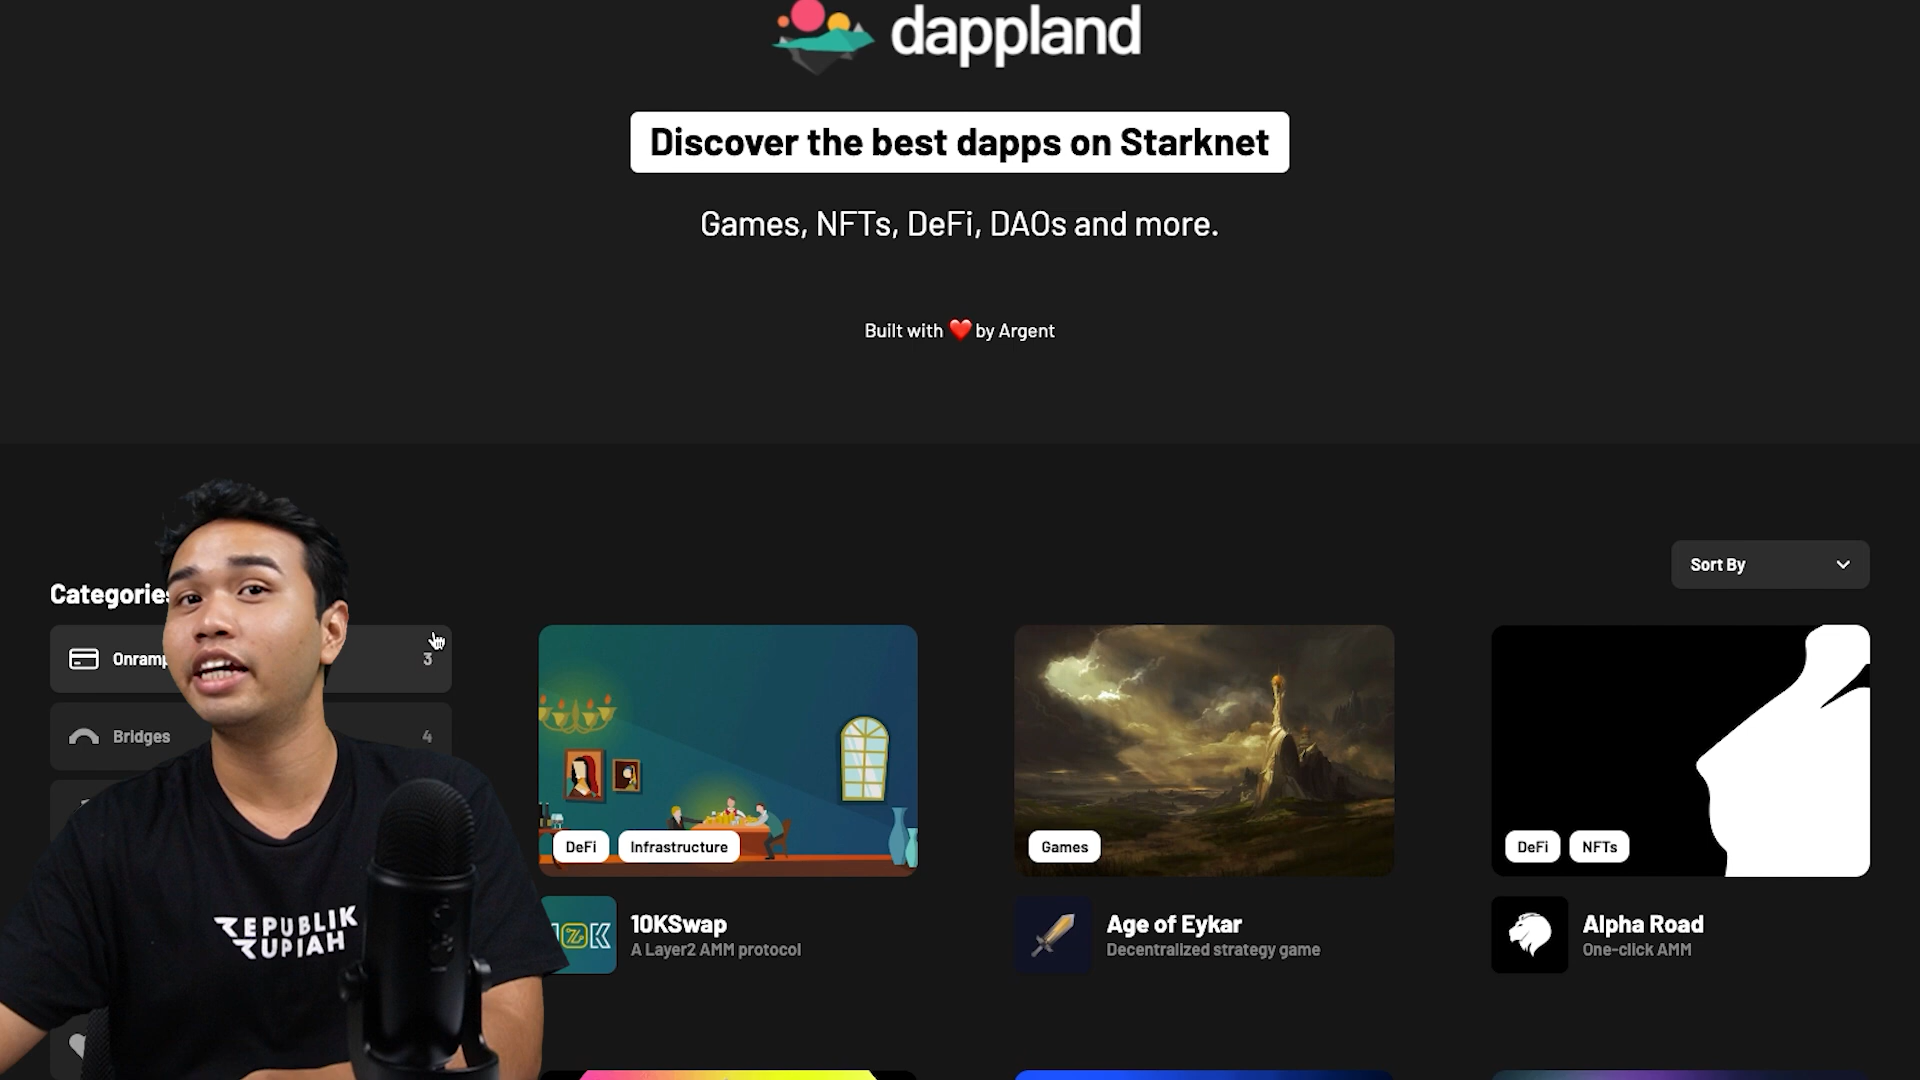 dappland
Discover the best dapps on Starknet
Games, NFTs, DeFi, DAOs and more.
Built with ❤️ by Argent
Sort By
Categories
Onramp
3
Bridges
4
DeFi
Infrastructure
Games
DeFi
NFTs
10KSwap
A Layer2 AMM protocol
Age of Eykar
Decentralized strategy game
Alpha Road
One-click AMM
REPUBLIK
RUPIAH